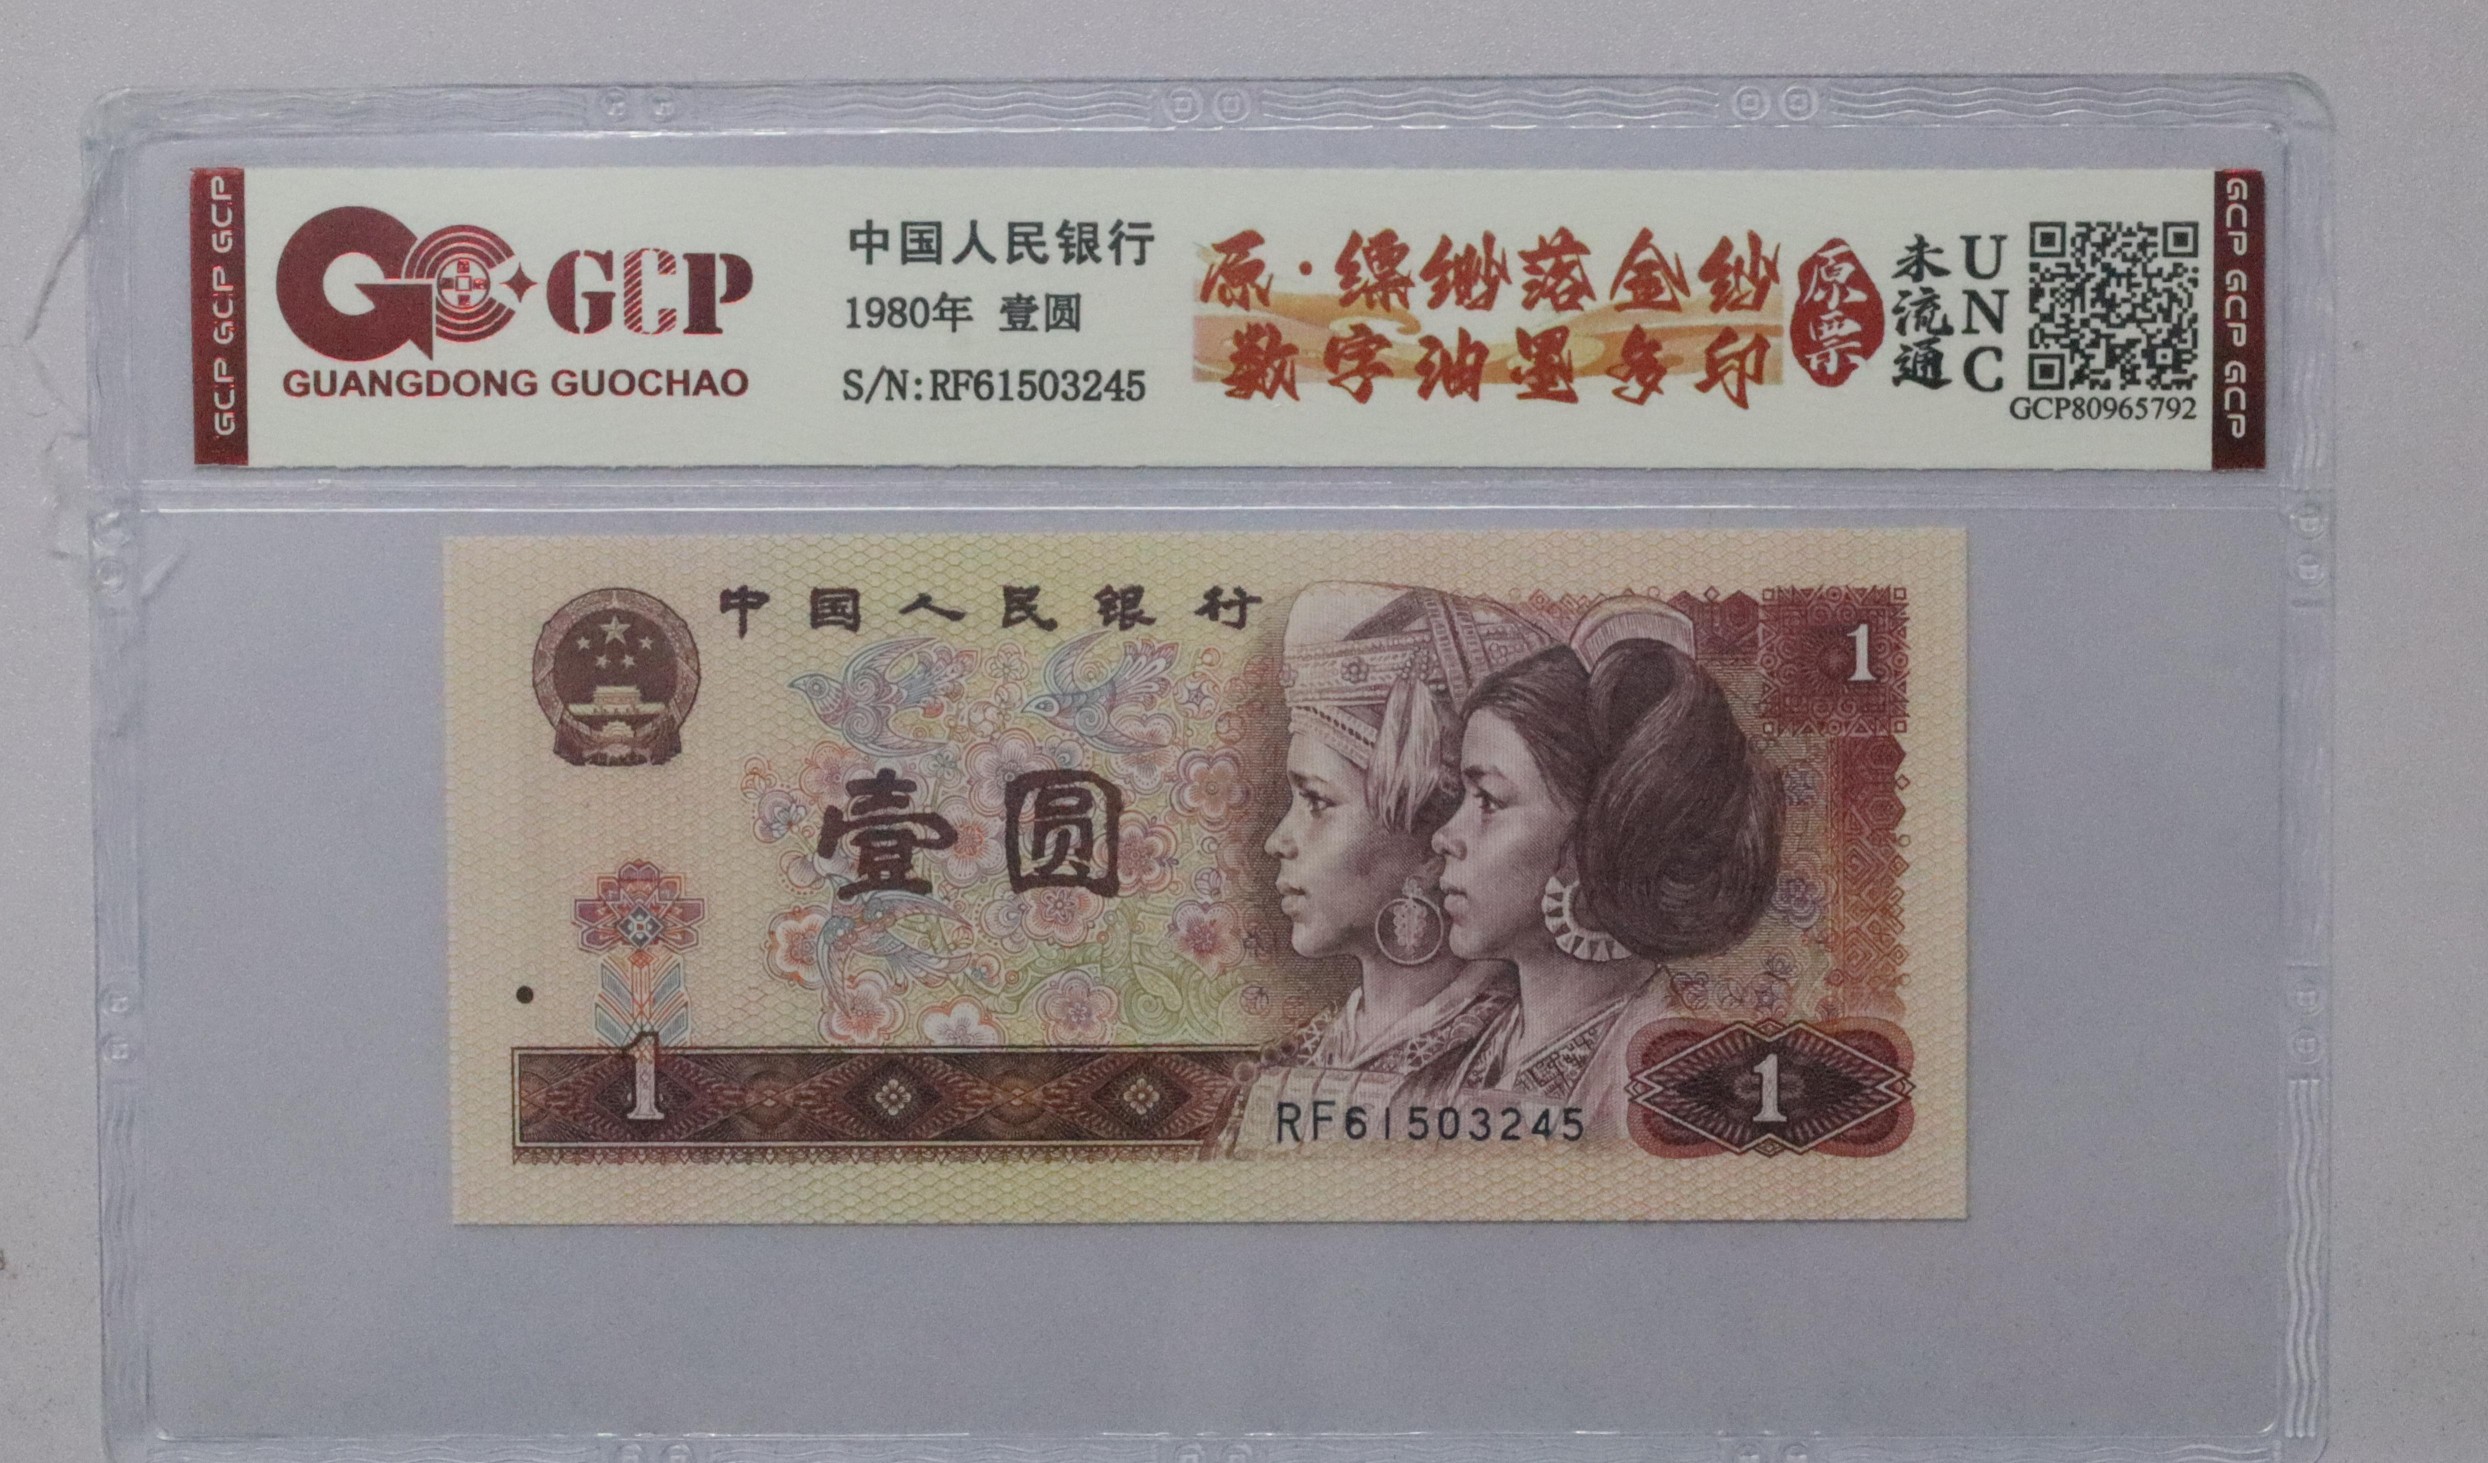 GCP GCP GCP
GCP
GUANGDONG GUOCHAO
中国人民银行
1980年 壹圆
S/N:RF61503245
原·缥缈落金纱
数字油墨多印
原票
未流通
UNC
GCP80965792
GCP GCP GCP
中国人民银行
1
壹圆
1
1
RF61503245